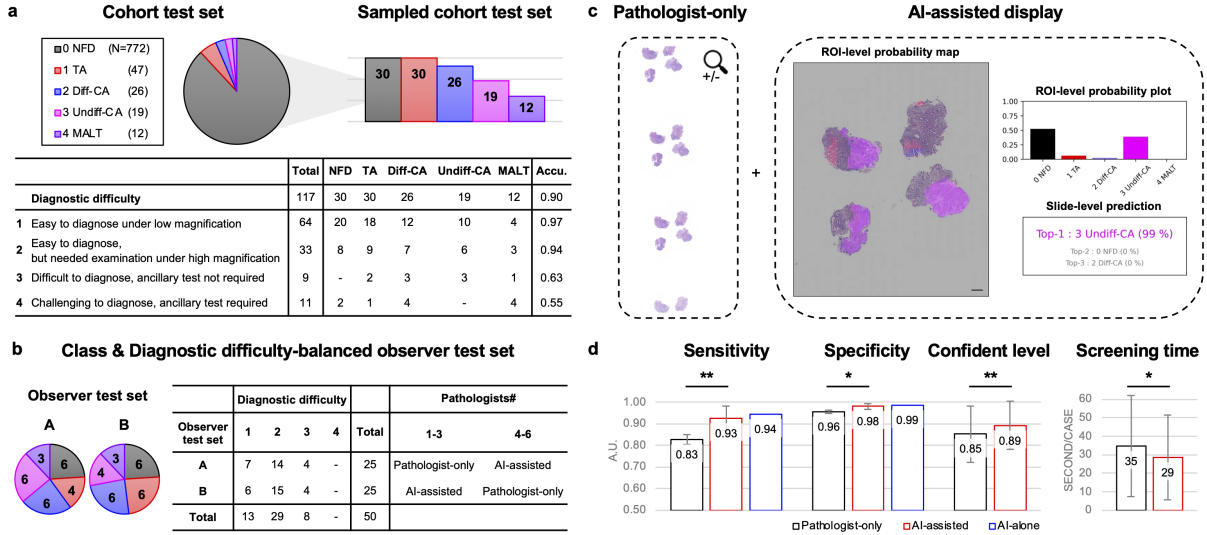 a
Cohort test set
Sampled cohort test set
0 NFD (N=772)
1 TA (47)
2 Diff-CA (26)
3 Undiff-CA (19)
4 MALT (12)
30 30 26 19 12
Total NFD TA Diff-CA Undiff-CA MALT Accu.
Diagnostic difficulty 117 30 30 26 19 12 0.90
1 Easy to diagnose under low magnification 64 20 18 12 10 4 0.97
2 Easy to diagnose,
but needed examination under high magnification 33 8 9 7 6 3 0.94
3 Difficult to diagnose, ancillary test not required 9 - 2 3 3 1 0.63
4 Challenging to diagnose, ancillary test required 11 2 1 4 - 4 0.55
b
Class & Diagnostic difficulty-balanced observer test set
Observer test set
A B
3 6 4 6 6
3 6 6 6 4
Diagnostic difficulty Pathologists#
Observer
test set 1 2 3 4 Total 1-3 4-6
A 7 14 4 - 25 Pathologist-only AI-assisted
B 6 15 4 - 25 AI-assisted Pathologist-only
Total 13 29 8 - 50
c
Pathologist-only
+/-
+
AI-assisted display
ROI-level probability map
ROI-level probability plot
1.00
0.75
0.50
0.25
0.00
0 NFD
1 TA
2 Diff-CA
3 Undiff-CA
4 MALT
Slide-level prediction
Top-1 : 3 Undiff-CA (99 %)
Top-2 : 0 NFD (0 %)
Top-3 : 2 Diff-CA (0 %)
d
Sensitivity Specificity Confident level Screening time
** * ** *
A.U.
1.00
0.90
0.80
0.70
0.60
0.50
0.83 0.93 0.94
0.96 0.98 0.99
0.85 0.89
SECOND/CASE
60
50
40
30
20
10
0
35 29
Pathologist-only AI-assisted AI-alone